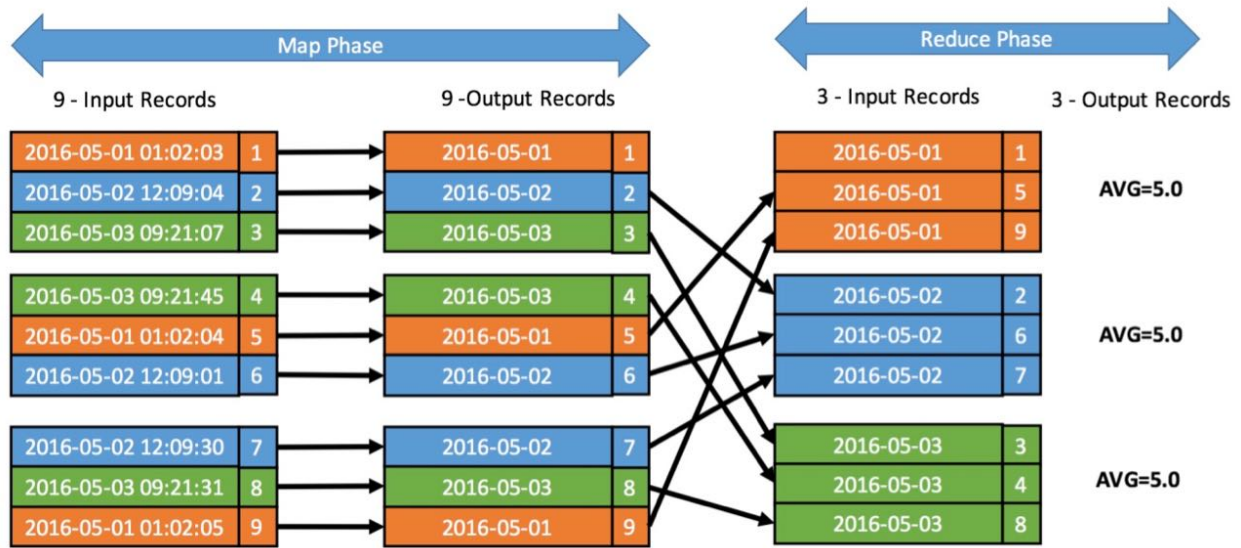 Map Phase
Reduce Phase
9 - Input Records
9 -Output Records
3 - Input Records
3 - Output Records
2016-05-01 01:02:03 1
2016-05-02 12:09:04 2
2016-05-03 09:21:07 3
2016-05-03 09:21:45 4
2016-05-01 01:02:04 5
2016-05-02 12:09:01 6
2016-05-02 12:09:30 7
2016-05-03 09:21:31 8
2016-05-01 01:02:05 9
2016-05-01 1
2016-05-02 2
2016-05-03 3
2016-05-03 4
2016-05-01 5
2016-05-02 6
2016-05-02 7
2016-05-03 8
2016-05-01 9
2016-05-01 1
2016-05-01 5
2016-05-01 9
2016-05-02 2
2016-05-02 6
2016-05-02 7
2016-05-03 3
2016-05-03 4
2016-05-03 8
AVG=5.0
AVG=5.0
AVG=5.0